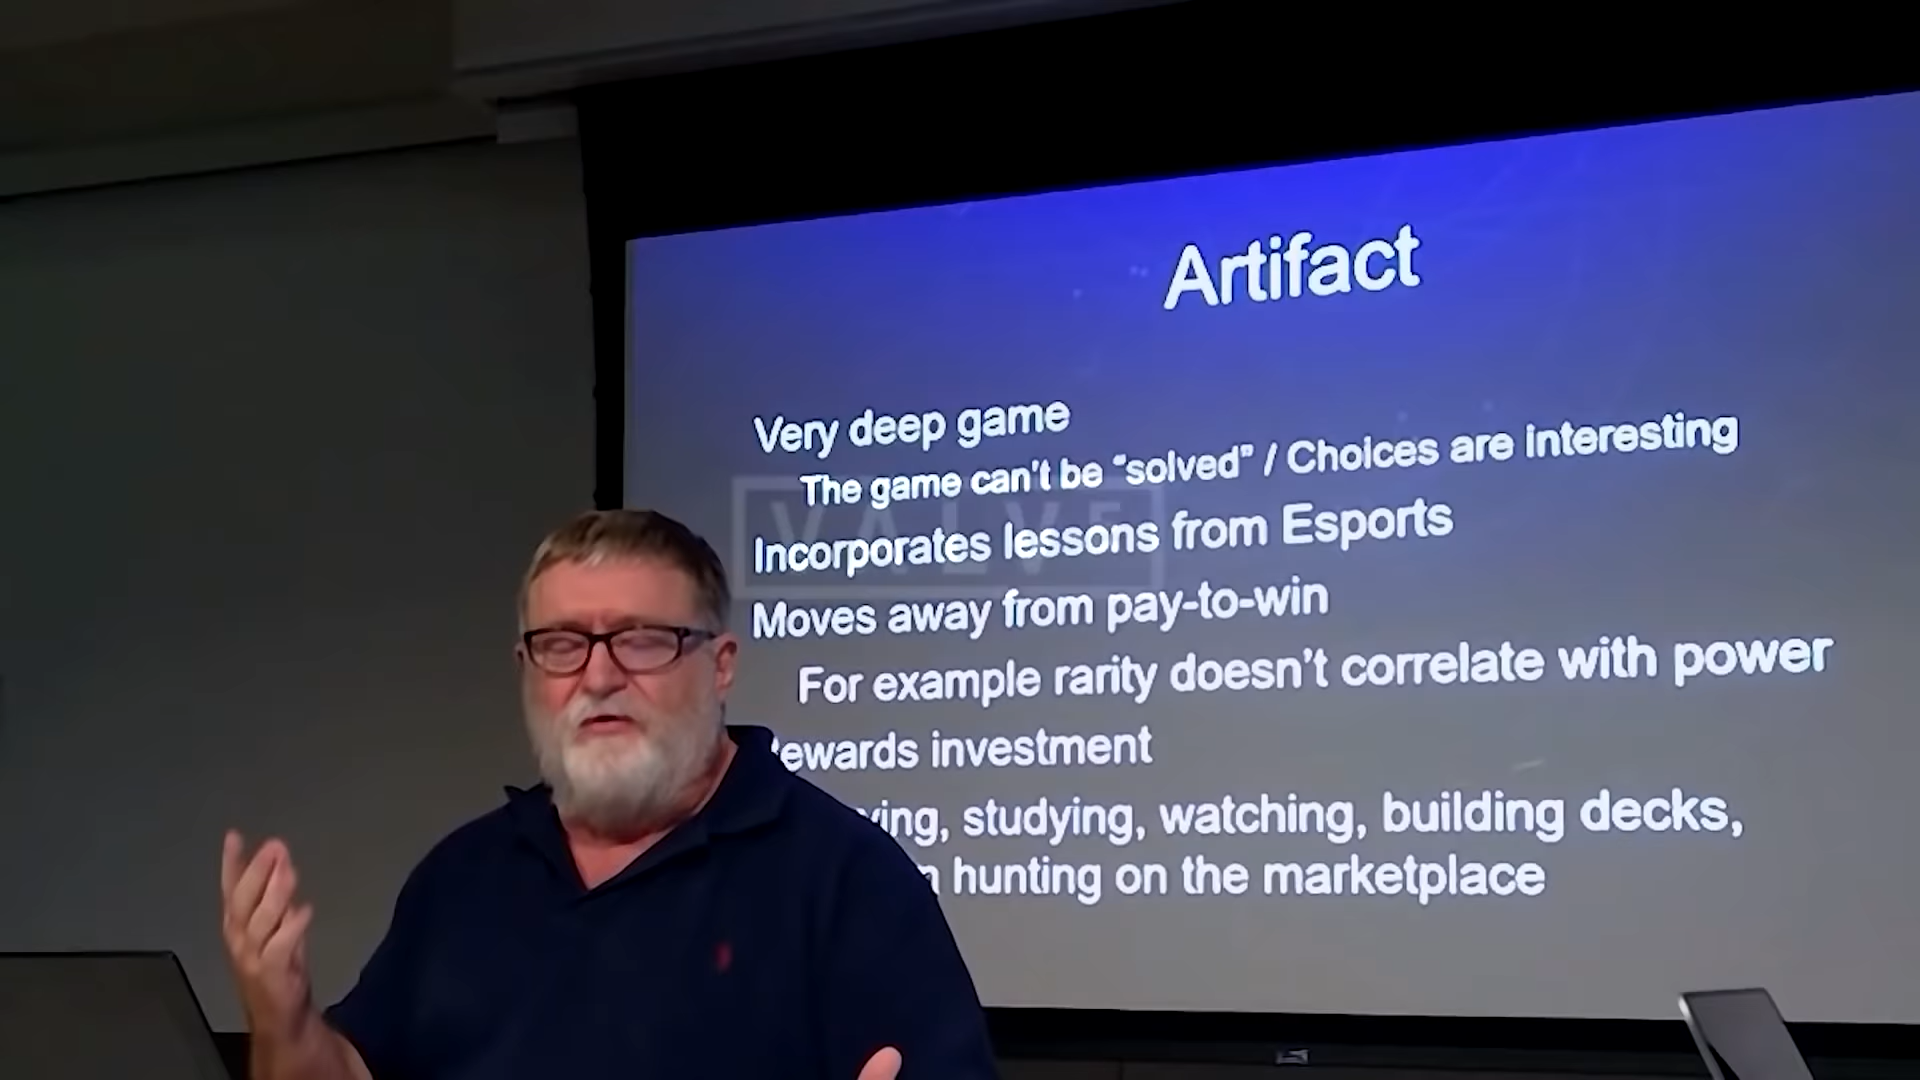 Artifact
Very deep game
The game can't be “solved” / Choices are interesting
VALVE
Incorporates lessons from Esports
Moves away from pay-to-win
For example rarity doesn’t correlate with power
investment
studying, watching, building decks,
hunting on the marketplace